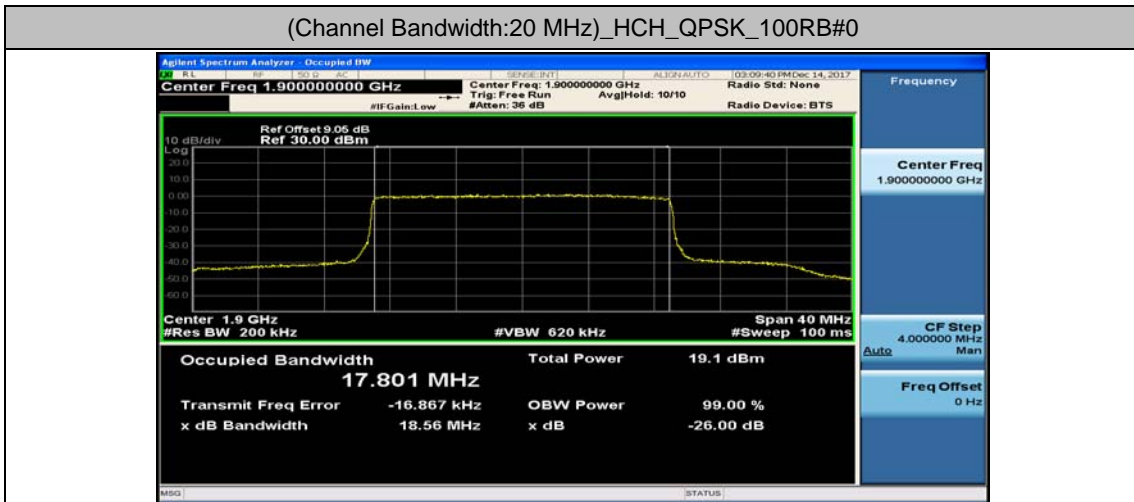 (Channel Bandwidth:20 MHz)_HCH_QPSK_100RB#0
Agilent Spectrum Analyzer - Occupied BW
LXI RL RF 50 Ω AC SENSE:INT ALIGN AUTO 03:09:40 PM Dec 14, 2017
Center Freq 1.900000000 GHz
Center Freq: 1.900000000 GHz
Radio Std: None
Trig: Free Run Avg|Hold: 10/10
#IFGain:Low #Atten: 36 dB Radio Device: BTS
Ref Offset 9.05 dB
10 dB/div Ref 30.00 dBm
Log
20.0
10.0
0.00
-10.0
-20.0
-30.0
-40.0
-50.0
-60.0
Center 1.9 GHz Span 40 MHz
#Res BW 200 kHz #VBW 620 kHz #Sweep 100 ms
Occupied Bandwidth Total Power 19.1 dBm
17.801 MHz
Transmit Freq Error -16.867 kHz OBW Power 99.00 %
x dB Bandwidth 18.56 MHz x dB -26.00 dB
MSG STATUS
Frequency
Center Freq
1.900000000 GHz
CF Step
4.000000 MHz
Auto Man
Freq Offset
0 Hz